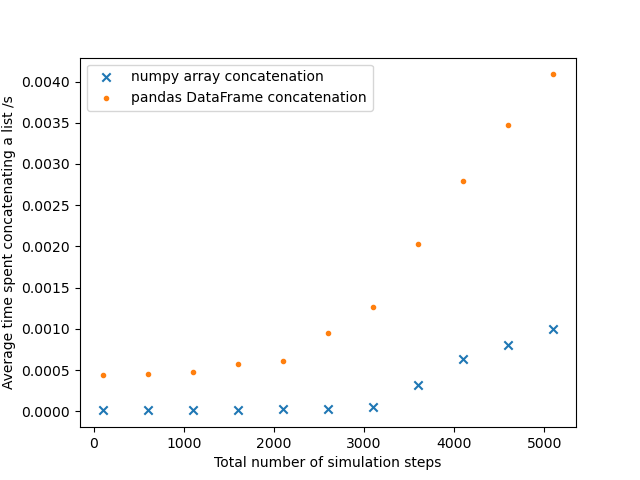 numpy array concatenation
pandas DataFrame concatenation
Average time spent concatenating a list /s
0.0040
0.0035
0.0030
0.0025
0.0020
0.0015
0.0010
0.0005
0.0000
0 1000 2000 3000 4000 5000
Total number of simulation steps